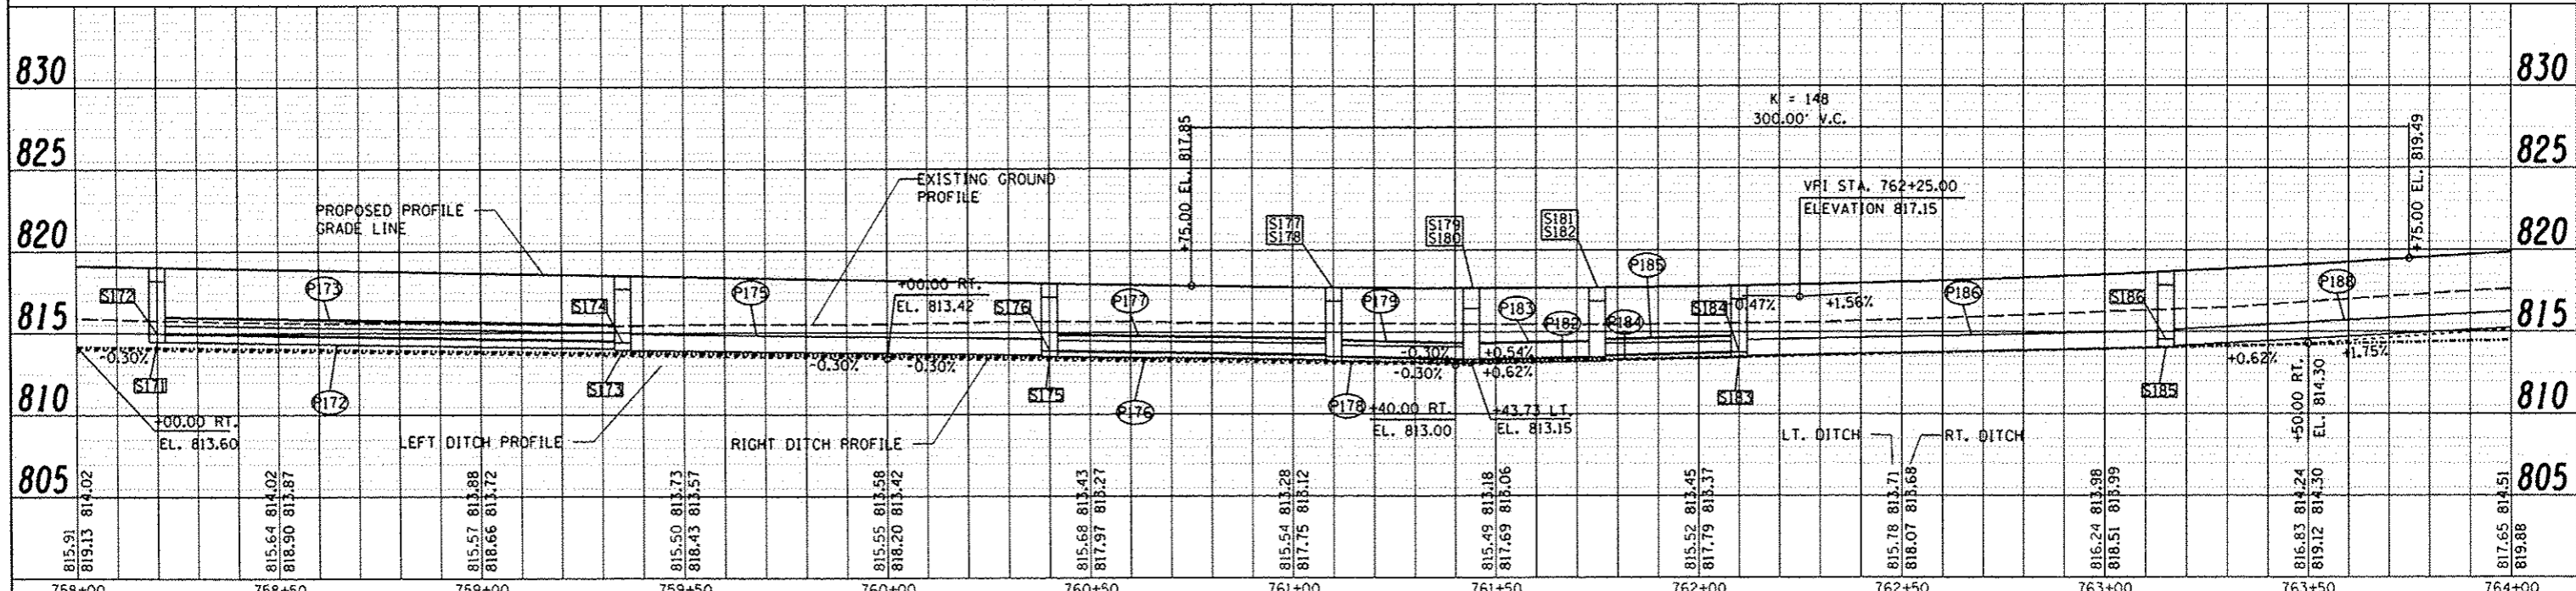 830
830
K = 148
300.00' V.C.
825
825
+75.00 EL. 817.85
+75.00 EL. 819.49
EXISTING GROUND
PROFILE
VPI STA. 762+25.00
ELEVATION 817.15
PROPOSED PROFILE
GRADE LINE
S177
S178
S179
S180
S181
S182
820
820
P185
S172
P173
S174
P175
+00.00 RT.
EL. 813.42
S176
P177
P179
P183
P182
P184
S184
-0.47%
+1.56%
P186
S186
P188
815
815
-0.30%
-0.30%
-0.30%
-0.30%
-0.30%
+0.54%
+0.62%
+0.62%
+1.75%
S171
P172
S173
S175
P176
P178
S183
S185
810
810
+00.00 RT.
EL. 813.60
LEFT DITCH PROFILE
RIGHT DITCH PROFILE
+40.00 RT.
EL. 813.00
+43.73 LT.
EL. 813.15
LT. DITCH
RT. DITCH
+50.00 RT.
EL. 814.30
805
805
815.91 814.02
819.13
815.64 814.02
818.90 813.87
815.57 813.88
818.66 813.72
815.50 813.73
818.43 813.57
815.55 813.58
818.20 813.42
815.68 813.43
817.97 813.27
815.54 813.28
817.75 813.12
815.49 813.18
817.69 813.06
815.52 813.45
817.79 813.37
815.78 813.71
818.07 813.68
816.24 813.98
818.51 813.99
816.83 814.24
819.12 814.30
817.65 814.51
819.88
758+00
758+50
759+00
759+50
760+00
760+50
761+00
761+50
762+00
762+50
763+00
763+50
764+00